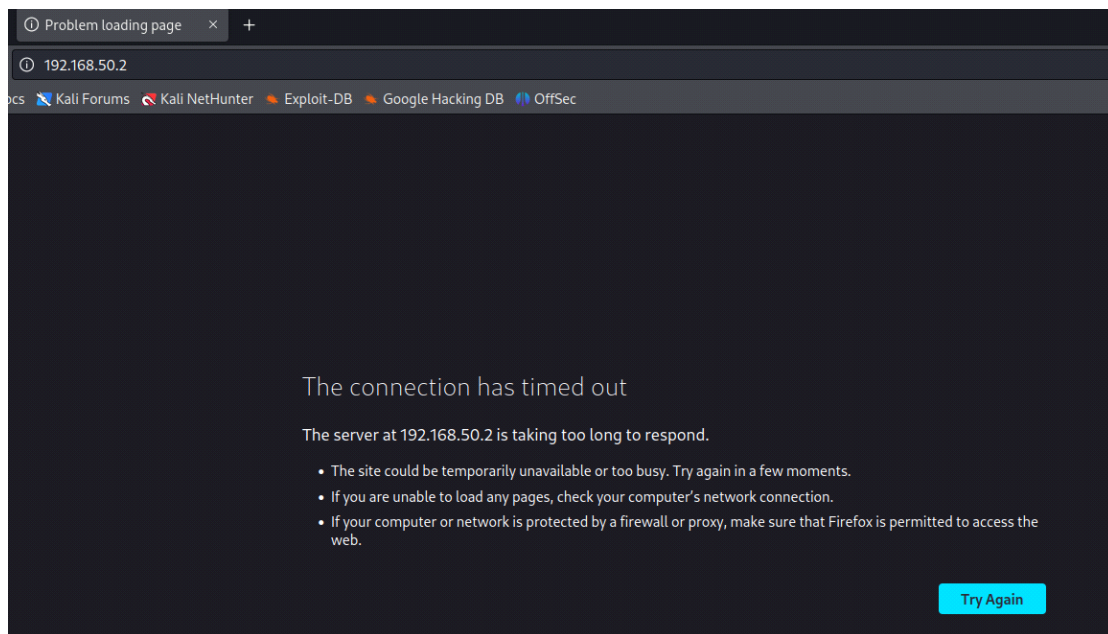 Problem loading page
192.168.50.2
ocs Kali Forums Kali NetHunter Exploit-DB Google Hacking DB OffSec
The connection has timed out
The server at 192.168.50.2 is taking too long to respond.
• The site could be temporarily unavailable or too busy. Try again in a few moments.
• If you are unable to load any pages, check your computer’s network connection.
• If your computer or network is protected by a firewall or proxy, make sure that Firefox is permitted to access the
web.
Try Again